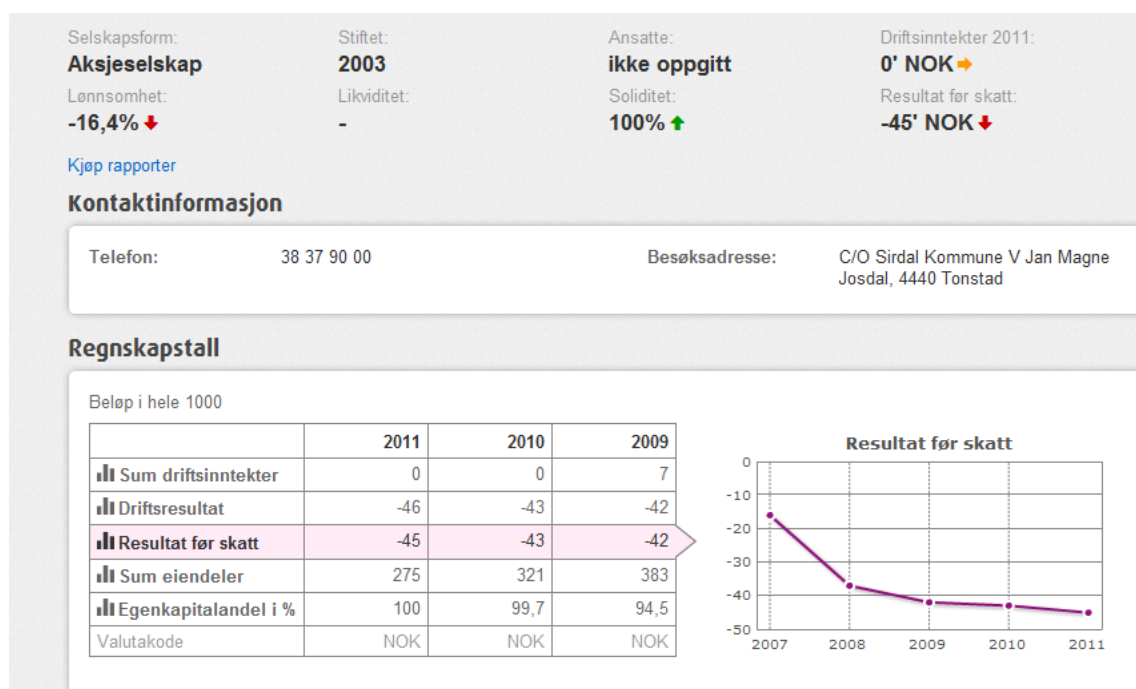 Selskapsform: Stiftet: Ansatte: Driftsinntekter 2011:
Aksjeselskap 2003 ikke oppgitt 0' NOK
Lønnsomhet: Likviditet: Soliditet: Resultat før skatt:
-16,4% - 100% -45' NOK
Kjøp rapporter
Kontaktinformasjon
Telefon: 38 37 90 00 Besøksadresse: C/O Sirdal Kommune V Jan Magne
Josdal, 4440 Tonstad
Regnskapstall
Beløp i hele 1000
2011 2010 2009
Sum driftsinntekter 0 0 7
Driftsresultat -46 -43 -42
Resultat før skatt -45 -43 -42
Sum eiendeler 275 321 383
Egenkapitalandel i % 100 99,7 94,5
Valutakode NOK NOK NOK
Resultat før skatt
0
-10
-20
-30
-40
-50
2007 2008 2009 2010 2011